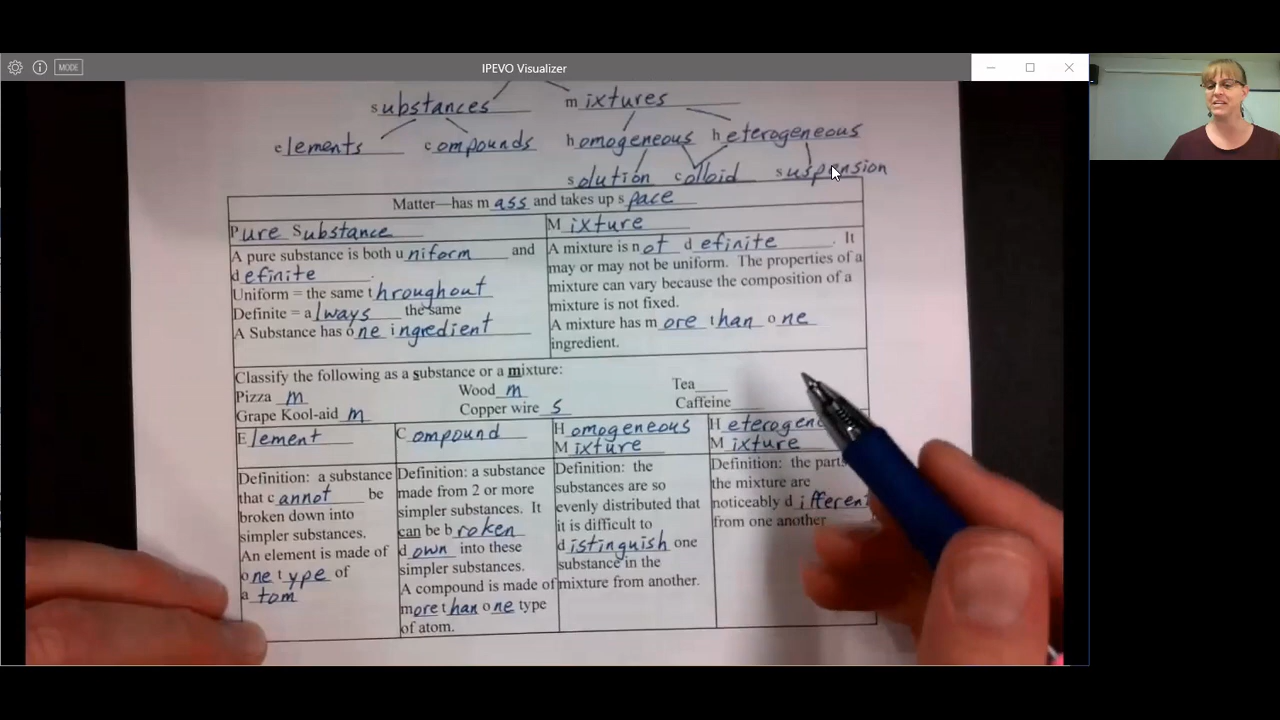 MODE
IPEVO Visualizer
substances mixtures
elements compounds homogeneous heterogeneous
solution colloid suspension
Matter—has mass and takes up space
Pure Substance
Mixture
A pure substance is both uniform and
definite.
Uniform = the same throughout
Definite = always the same
A Substance has one ingredient
A mixture is not definite. It
may or may not be uniform. The properties of a
mixture can vary because the composition of a
mixture is not fixed.
A mixture has more than one
ingredient.
Classify the following as a substance or a mixture:
Pizza m Wood m Tea___
Grape Kool-aid m Copper wire s Caffeine___
Element
Compound
Homogeneous
Mixture
Heterogen
Mixture
Definition: a substance
that cannot be
broken down into
simpler substances.
An element is made of
one type of
atom
Definition: a substance
made from 2 or more
simpler substances. It
can be broken
down into these
simpler substances.
A compound is made of
more than one type
of atom.
Definition: the
substances are so
evenly distributed that
it is difficult to
distinguish one
substance in the
mixture from another.
Definition: the parts
the mixture are
noticeably different
from one another